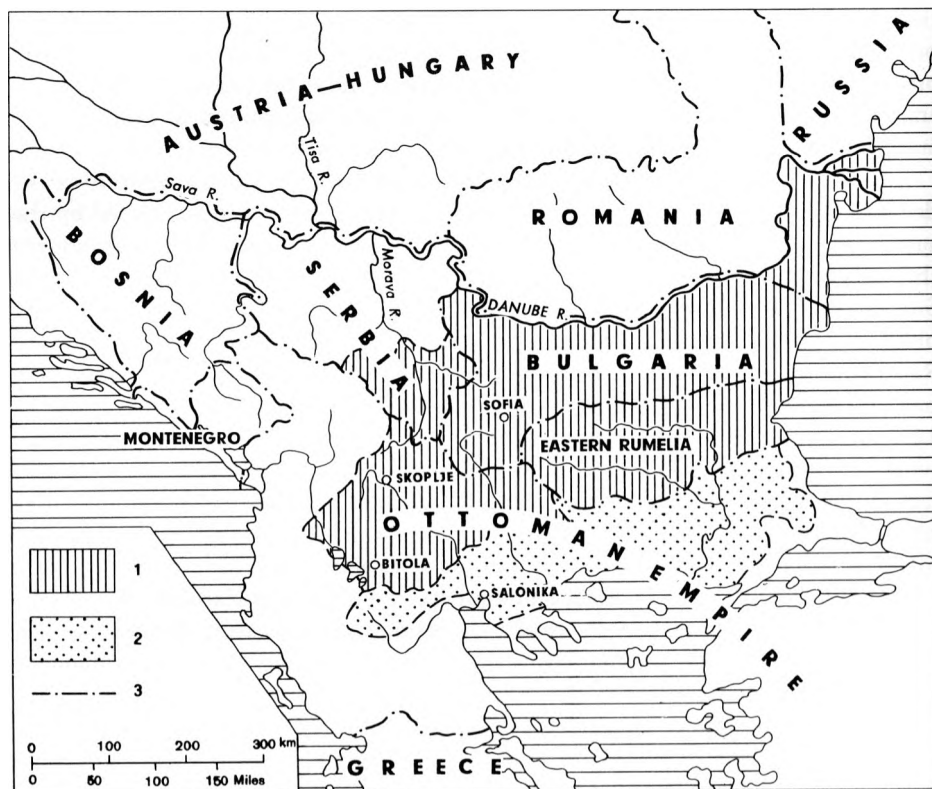 AUSTRIA—HUNGARY
RUSSIA
Tisa R.
Sava R.
ROMANIA
BOSNIA
SERBIA
Morava R.
DANUBE R.
BULGARIA
SOFIA
MONTENEGRO
EASTERN RUMELIA
SKOPLJE
OTTOMAN EMPIRE
BITOLA
SALONIKA
1
2
3
0 100 200 300 km
0 50 100 150 Miles
GREECE